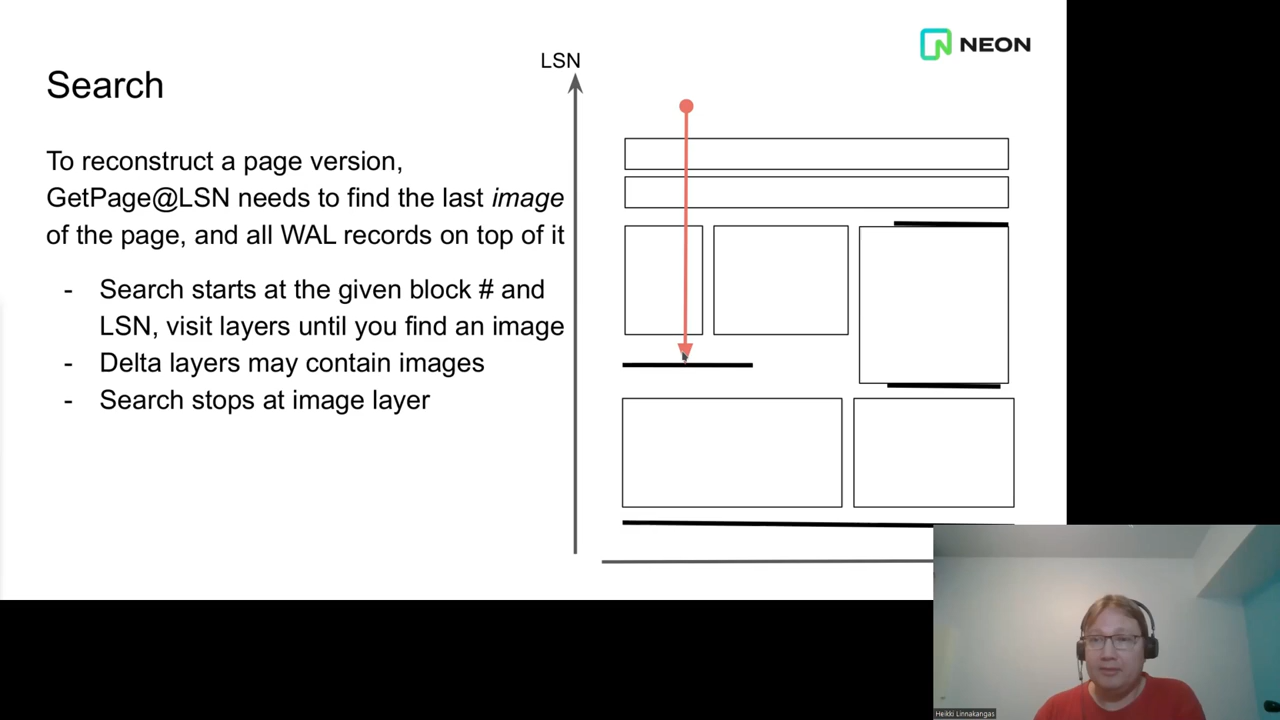 LSN
NEON
Search
To reconstruct a page version,
GetPage@LSN needs to find the last image
of the page, and all WAL records on top of it
- Search starts at the given block # and
LSN, visit layers until you find an image
- Delta layers may contain images
- Search stops at image layer
Heikki Linnakangas